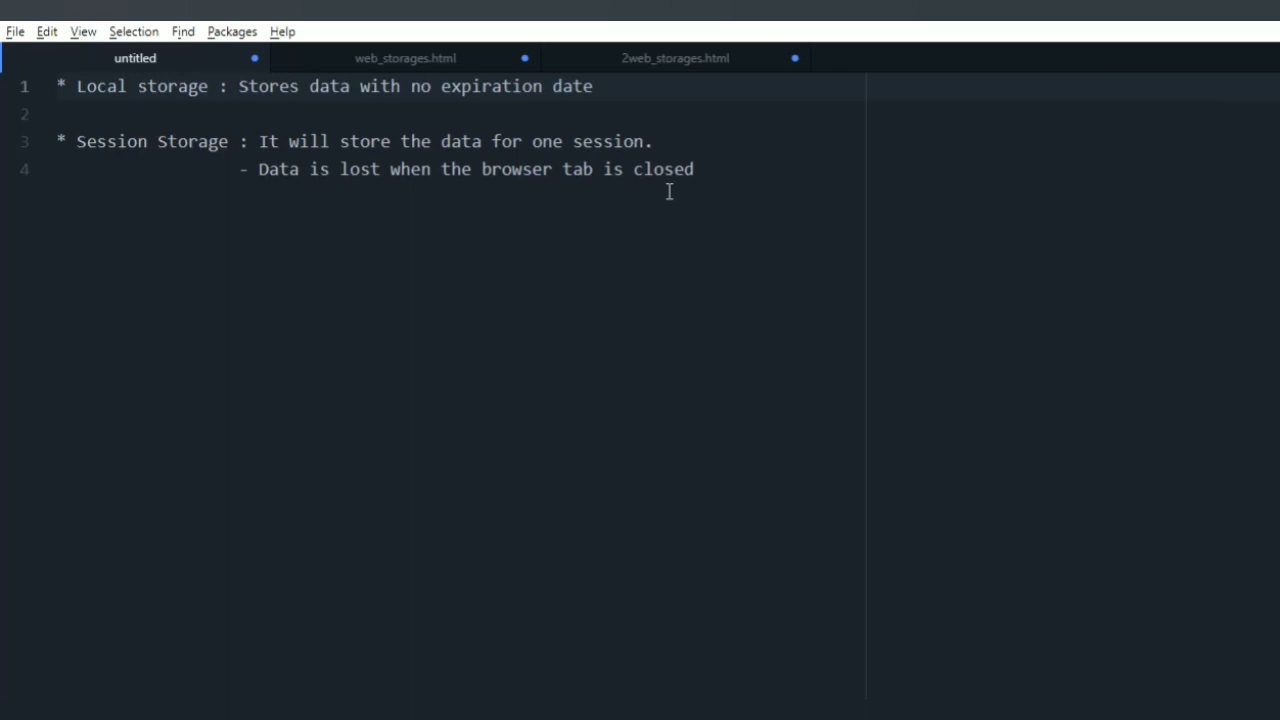 File Edit View Selection Find Packages Help
untitled web_storages.html 2web_storages.html
1 * Local storage : Stores data with no expiration date
2
3 * Session Storage : It will store the data for one session.
4 - Data is lost when the browser tab is closed